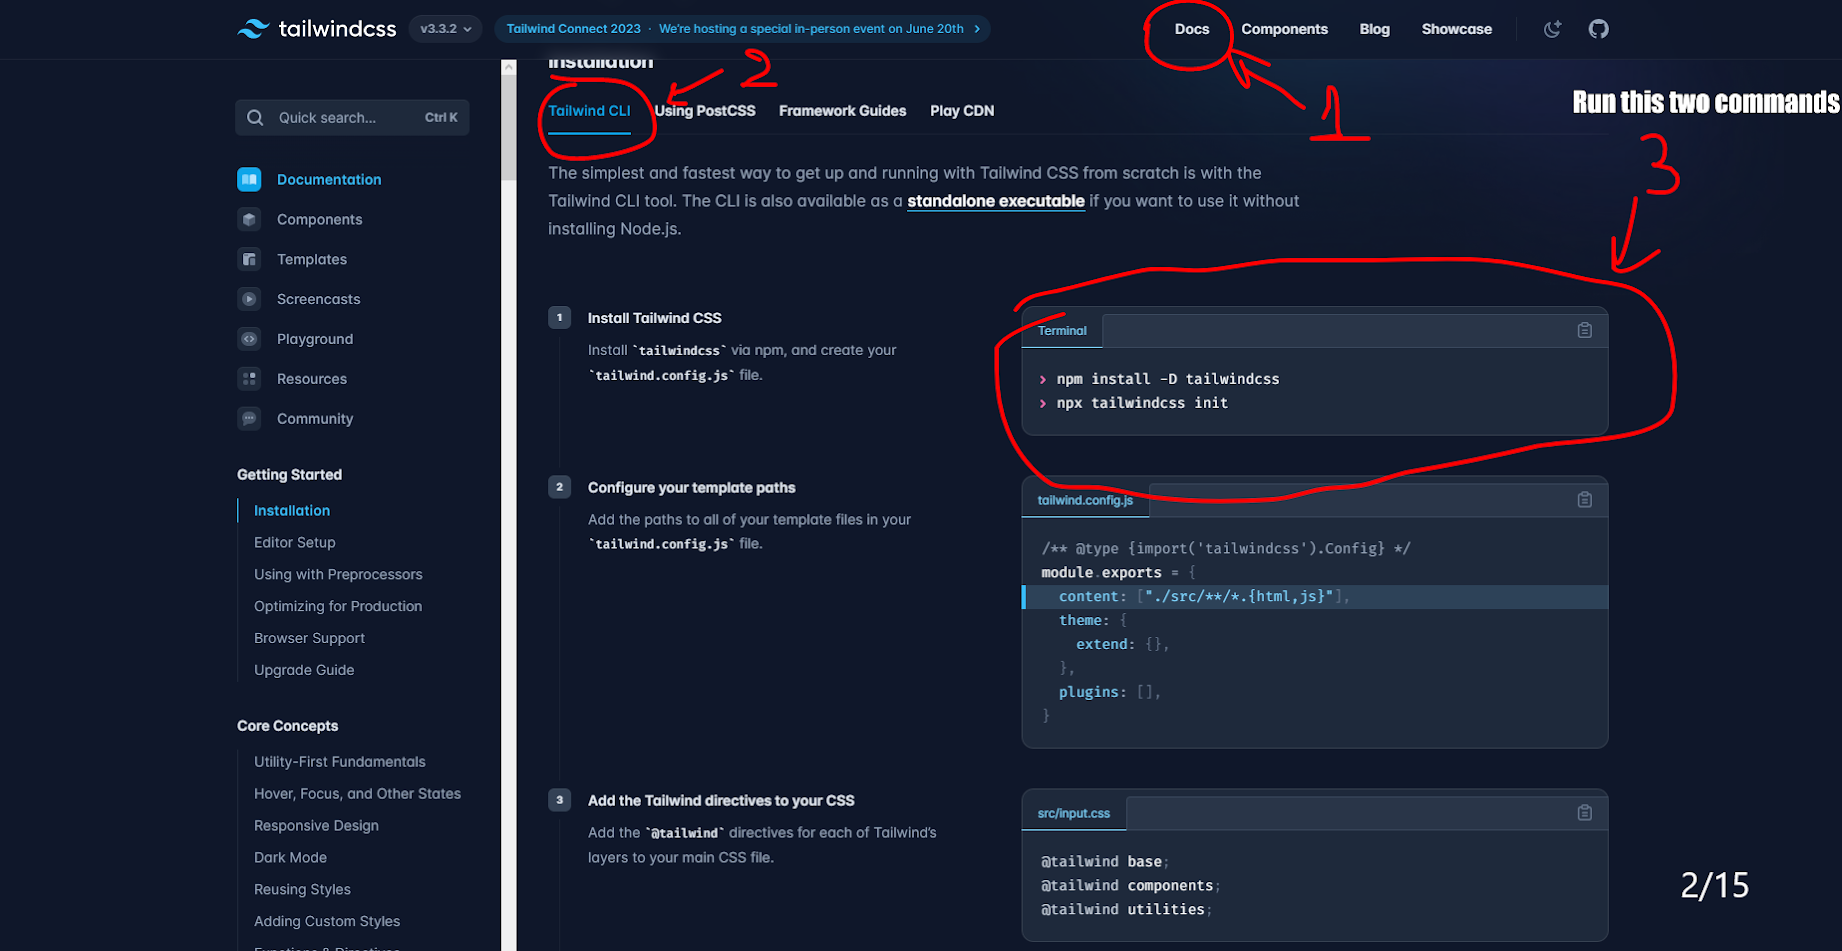 tailwindcss
v3.3.2
Tailwind Connect 2023 · We're hosting a special in-person event on June 20th
Docs
Components
Blog
Showcase
1
2
Run this two commands
3
Quick search...
Ctrl K
Documentation
Components
Templates
Screencasts
Playground
Resources
Community
Getting Started
Installation
Editor Setup
Using with Preprocessors
Optimizing for Production
Browser Support
Upgrade Guide
Core Concepts
Utility-First Fundamentals
Hover, Focus, and Other States
Responsive Design
Dark Mode
Reusing Styles
Adding Custom Styles
Functions & Directives
Installation
Tailwind CLI
Using PostCSS
Framework Guides
Play CDN
The simplest and fastest way to get up and running with Tailwind CSS from scratch is with the
Tailwind CLI tool. The CLI is also available as a standalone executable if you want to use it without
installing Node.js.
1
Install Tailwind CSS
Install `tailwindcss` via npm, and create your
`tailwind.config.js` file.
Terminal
> npm install -D tailwindcss
> npx tailwindcss init
2
Configure your template paths
Add the paths to all of your template files in your
`tailwind.config.js` file.
tailwind.config.js
/** @type {import('tailwindcss').Config} */
module.exports = {
content: ["./src/**/*.{html,js}"],
theme: {
extend: {},
},
plugins: [],
}
3
Add the Tailwind directives to your CSS
Add the `@tailwind` directives for each of Tailwind's
layers to your main CSS file.
src/input.css
@tailwind base;
@tailwind components;
@tailwind utilities;
2/15